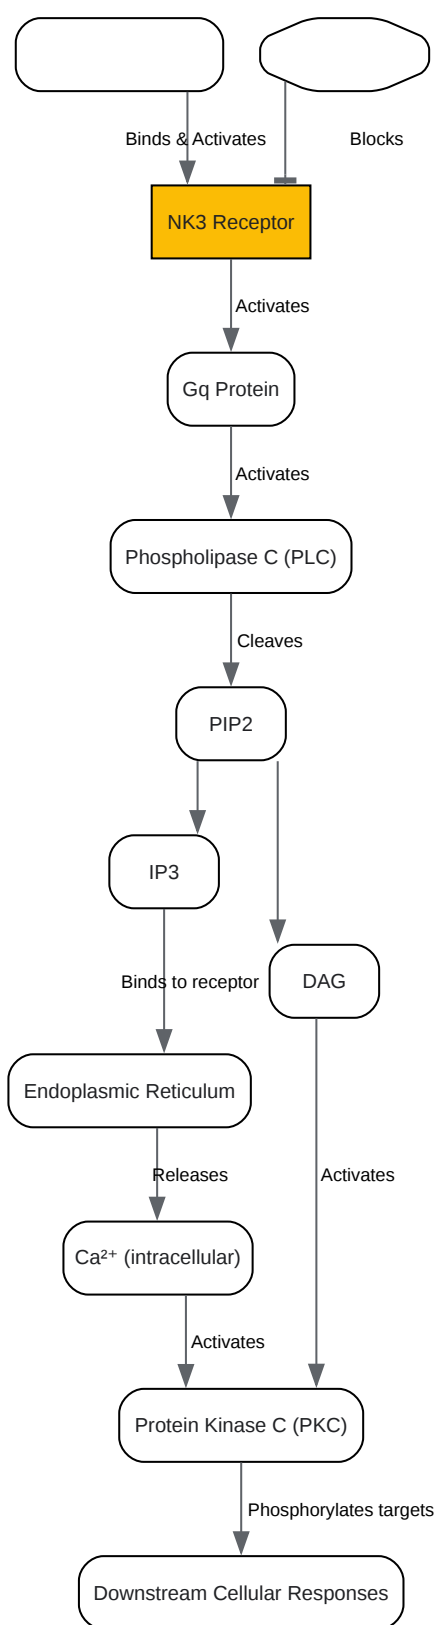 Binds & Activates
Blocks
NK3 Receptor
Activates
Gq Protein
Activates
Phospholipase C (PLC)
Cleaves
PIP2
IP3
Binds to receptor
DAG
Endoplasmic Reticulum
Releases
Activates
Ca²⁺ (intracellular)
Activates
Protein Kinase C (PKC)
Phosphorylates targets
Downstream Cellular Responses